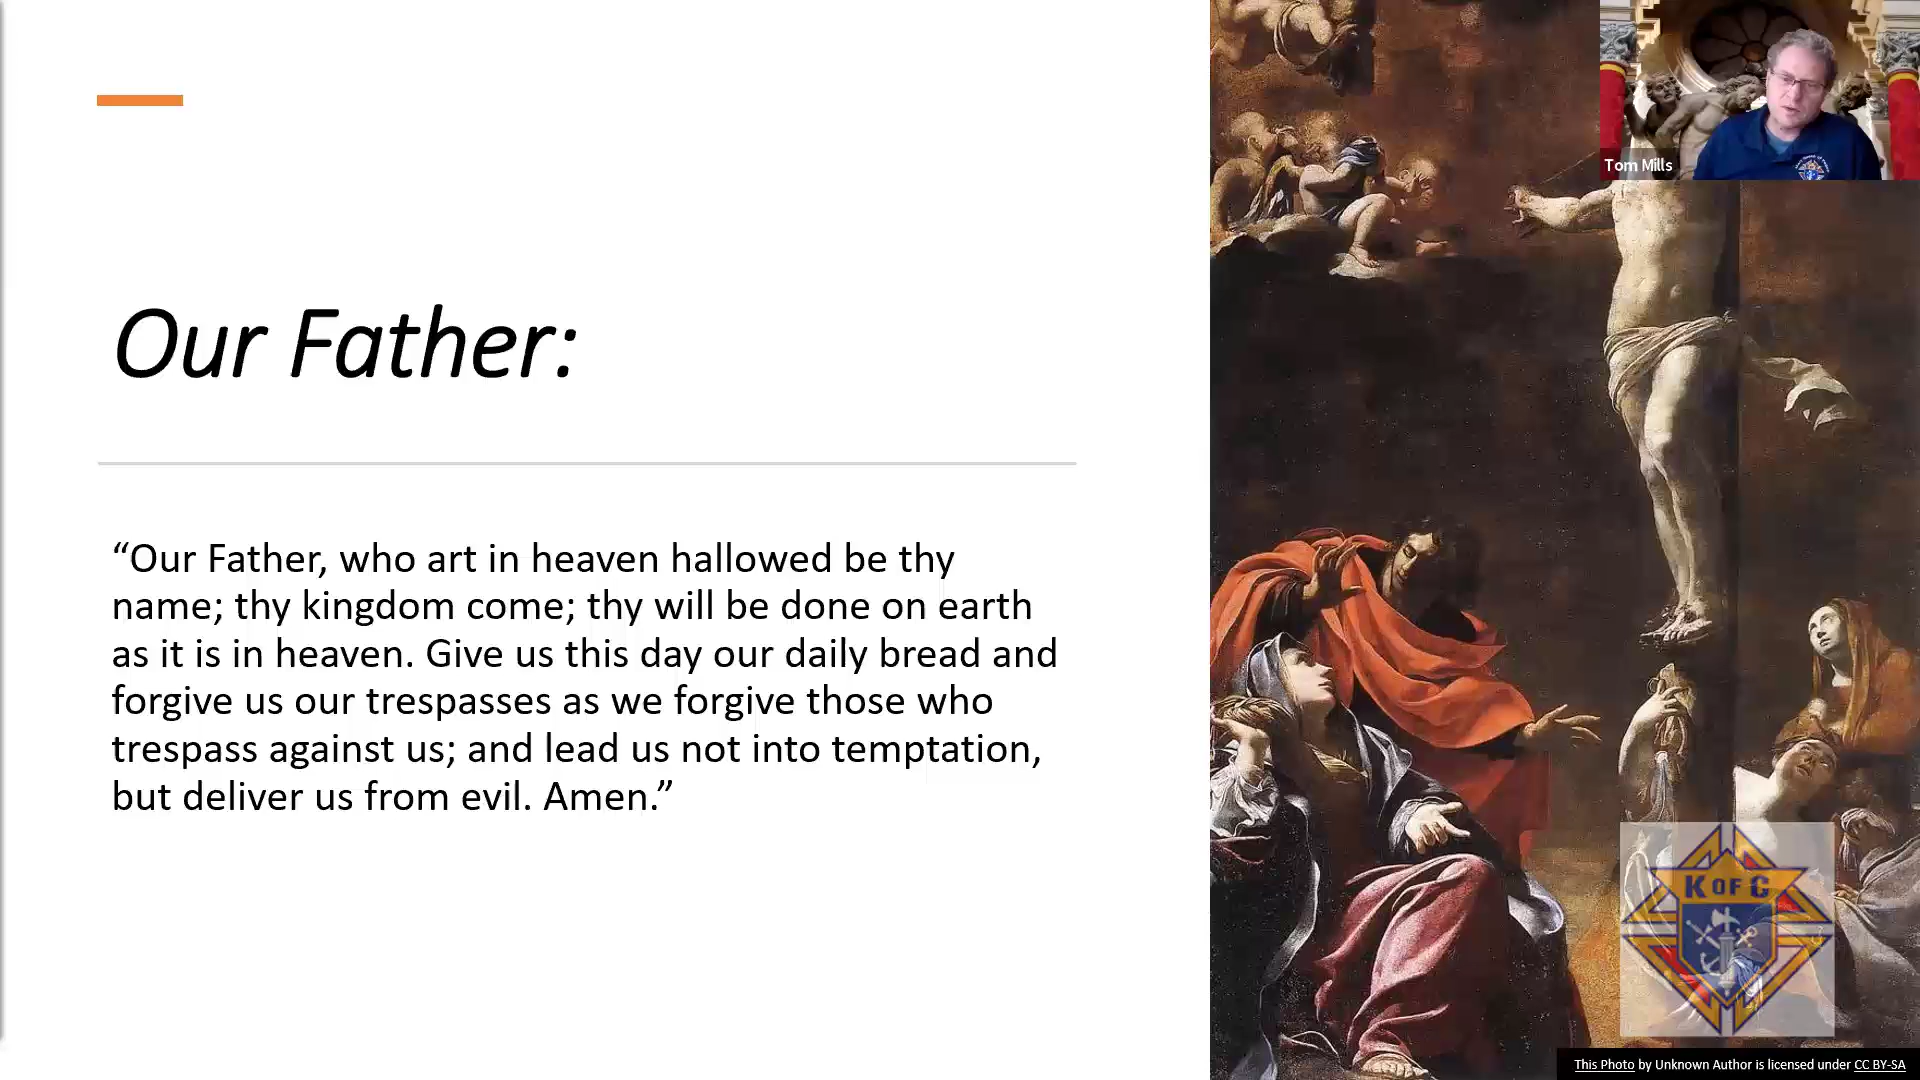 Tom Mills
Our Father:
“Our Father, who art in heaven hallowed be thy
name; thy kingdom come; thy will be done on earth
as it is in heaven. Give us this day our daily bread and
forgive us our trespasses as we forgive those who
trespass against us; and lead us not into temptation,
but deliver us from evil. Amen.”
K OF C
This Photo by Unknown Author is licensed under CC BY-SA